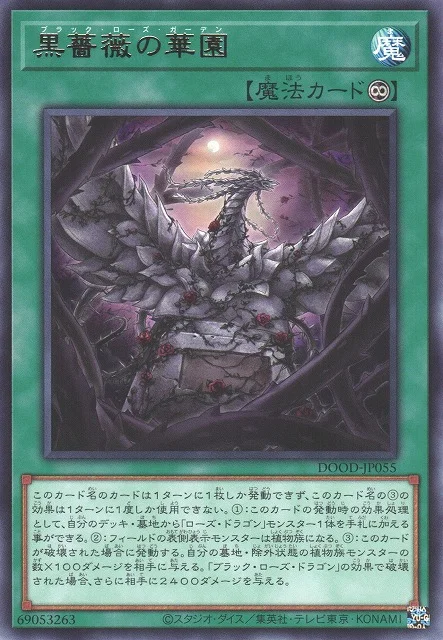 ブラック・ローズ・ガーデン
黒薔薇の華園
魔
【魔法カード】
DOOD-JP055
このカード名のカードは1ターンに1枚しか発動できず、このカード名の③の
効果は1ターンに1度しか使用できない。①：このカードの発動時の効果処理
として、自分のデッキ・墓地から「ローズ・ドラゴン」モンスター1体を手札に加える
事ができる。②：フィールドの表側表示モンスターは植物族になる。③：このカード
が破壊された場合に発動する。自分の墓地・除外状態の植物族モンスターの
数×100ダメージを相手に与える。「ブラック・ローズ・ドラゴン」の効果で破壊
された場合、さらに相手に2400ダメージを与える。
69053263
©スタジオ・ダイス／集英社・テレビ東京・KONAMI